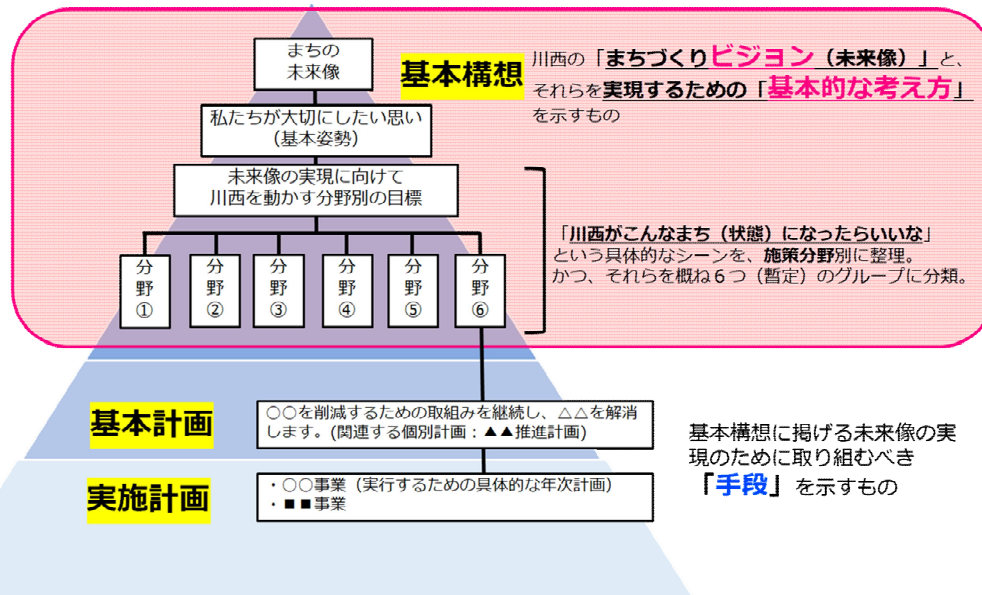 まちの
未来像
基本構想
川西の「まちづくりビジョン（未来像）」と、
それらを実現するための「基本的な考え方」
を示すもの
私たちが大切にしたい思い
（基本姿勢）
未来像の実現に向けて
川西を動かす分野別の目標
「川西がこんなまち（状態）になったらいいな」
という具体的なシーンを、施策分野別に整理。
かつ、それらを概ね６つ（暫定）のグループに分類。
分野①
分野②
分野③
分野④
分野⑤
分野⑥
基本計画
○○を削減するための取組みを継続し、△△を解消
します。(関連する個別計画：▲▲推進計画)
基本構想に掲げる未来像の実
現のために取り組むべき
「手段」を示すもの
実施計画
・○○事業（実行するための具体的な年次計画）
・■■事業